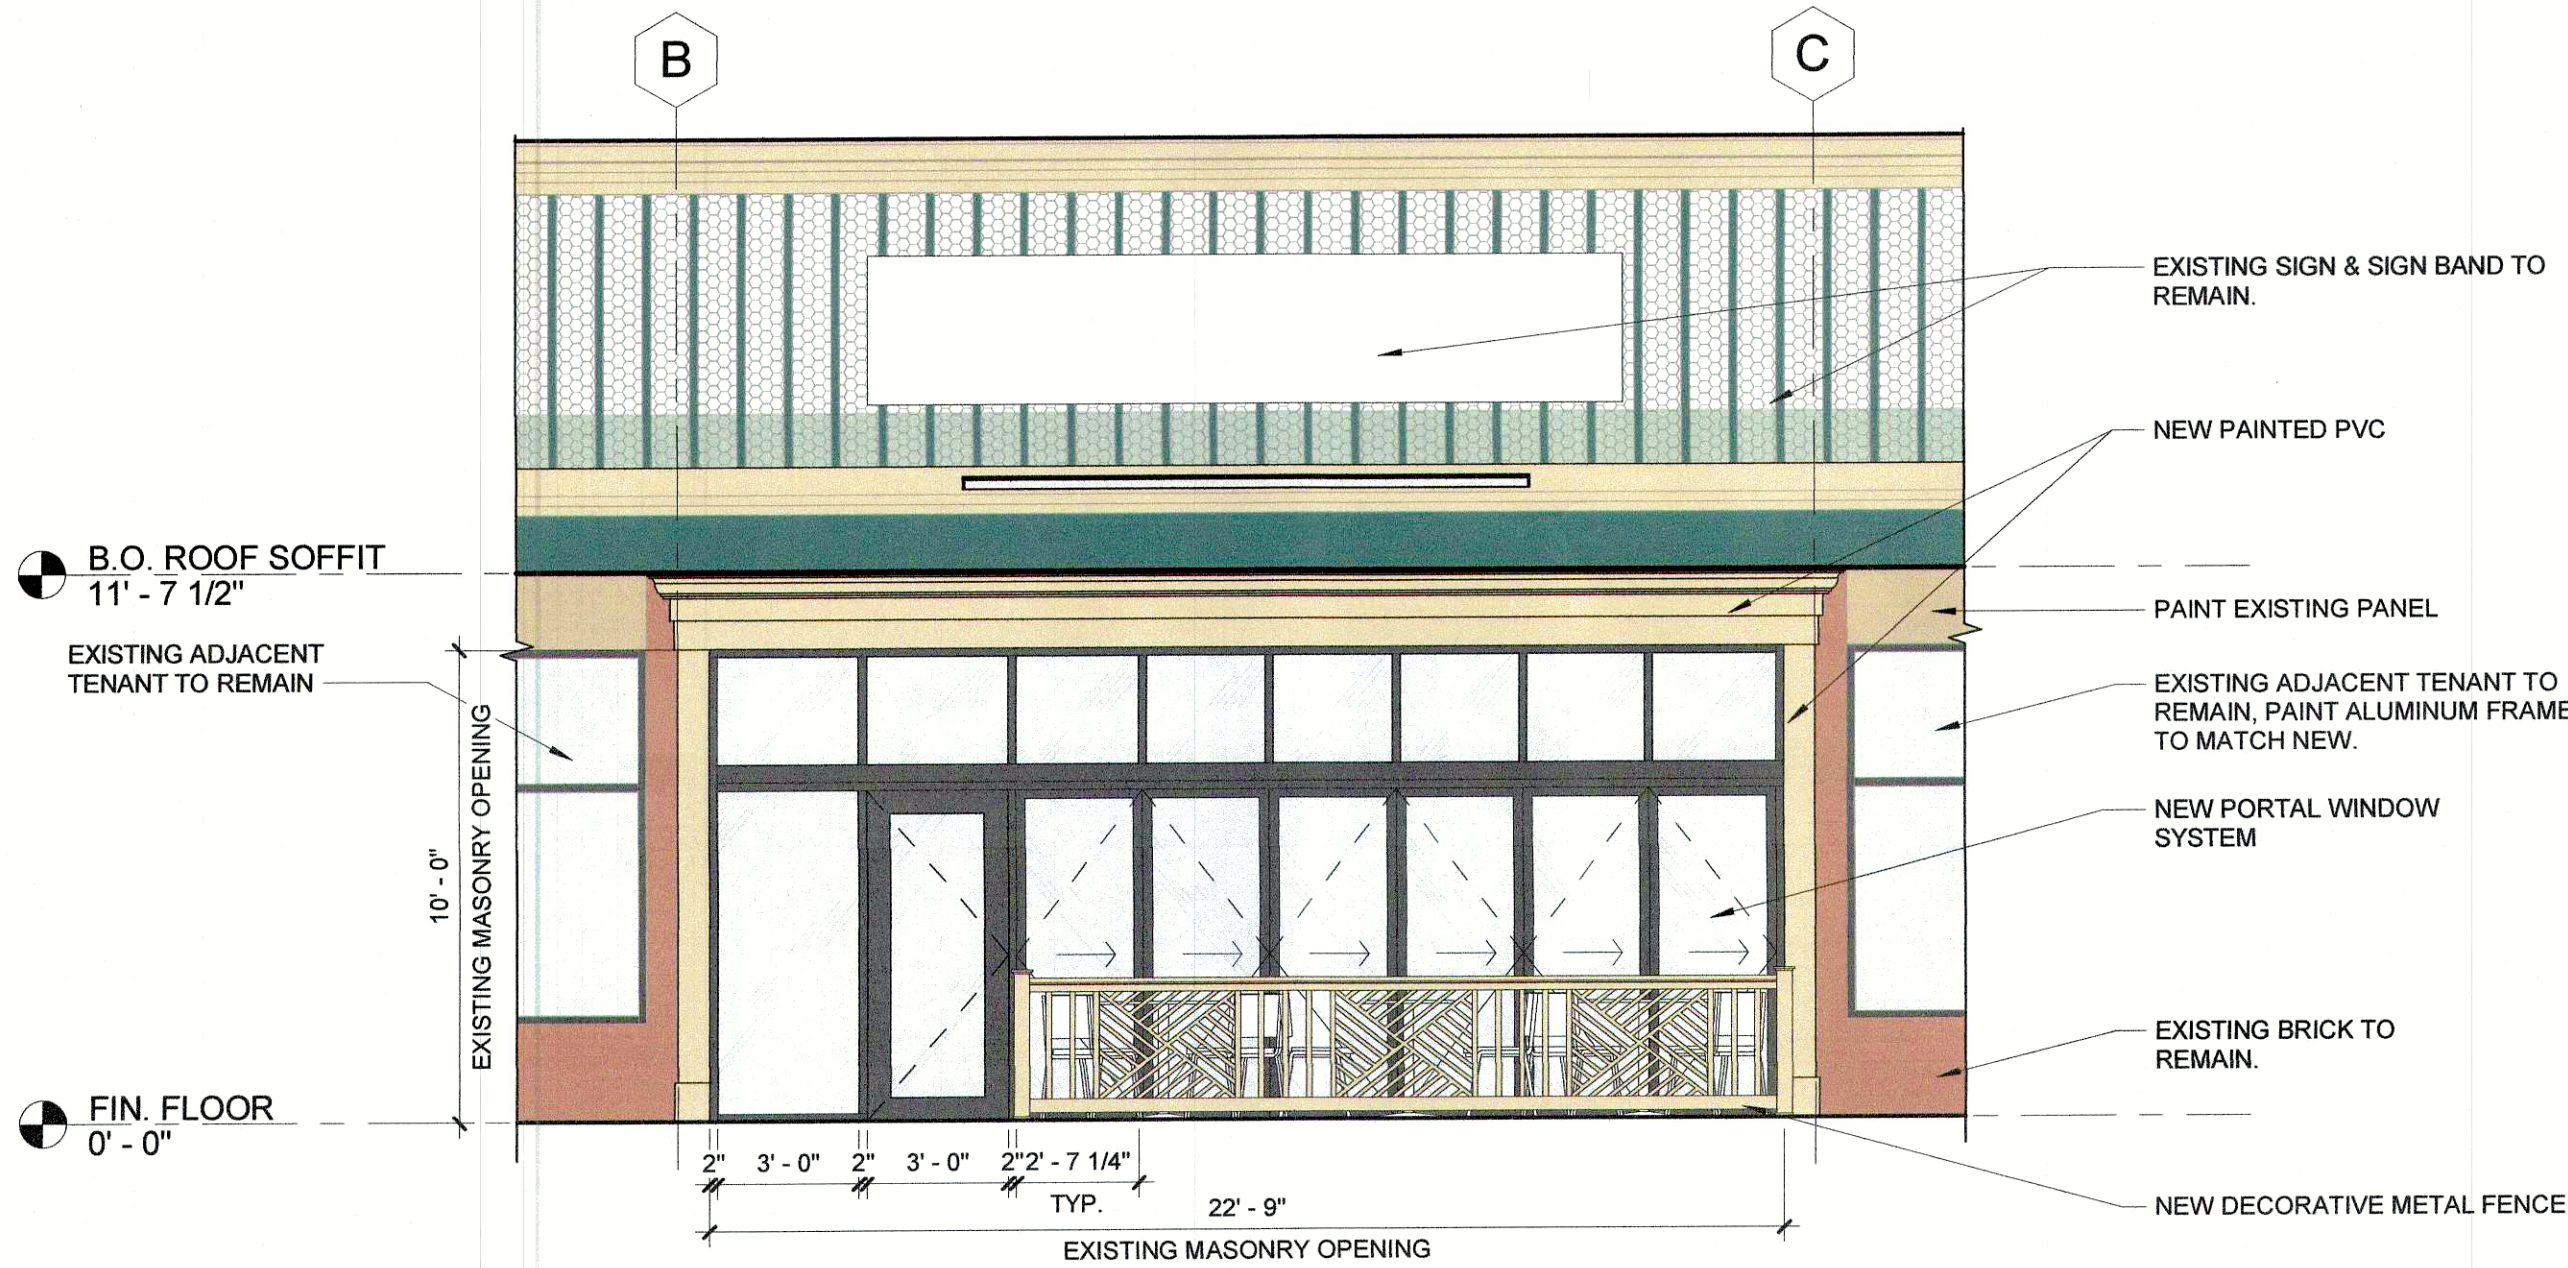 B
C
EXISTING SIGN & SIGN BAND TO
REMAIN.
NEW PAINTED PVC
B.O. ROOF SOFFIT
11' - 7 1/2"
PAINT EXISTING PANEL
EXISTING ADJACENT
TENANT TO REMAIN
EXISTING ADJACENT TENANT TO
REMAIN, PAINT ALUMINUM FRAME
TO MATCH NEW.
NEW PORTAL WINDOW
SYSTEM
10' - 0"
EXISTING MASONRY OPENING
EXISTING BRICK TO
REMAIN.
FIN. FLOOR
0' - 0"
2" 3' - 0" 2" 3' - 0" 2" 2' - 7 1/4"
TYP.
22' - 9"
EXISTING MASONRY OPENING
NEW DECORATIVE METAL FENCE